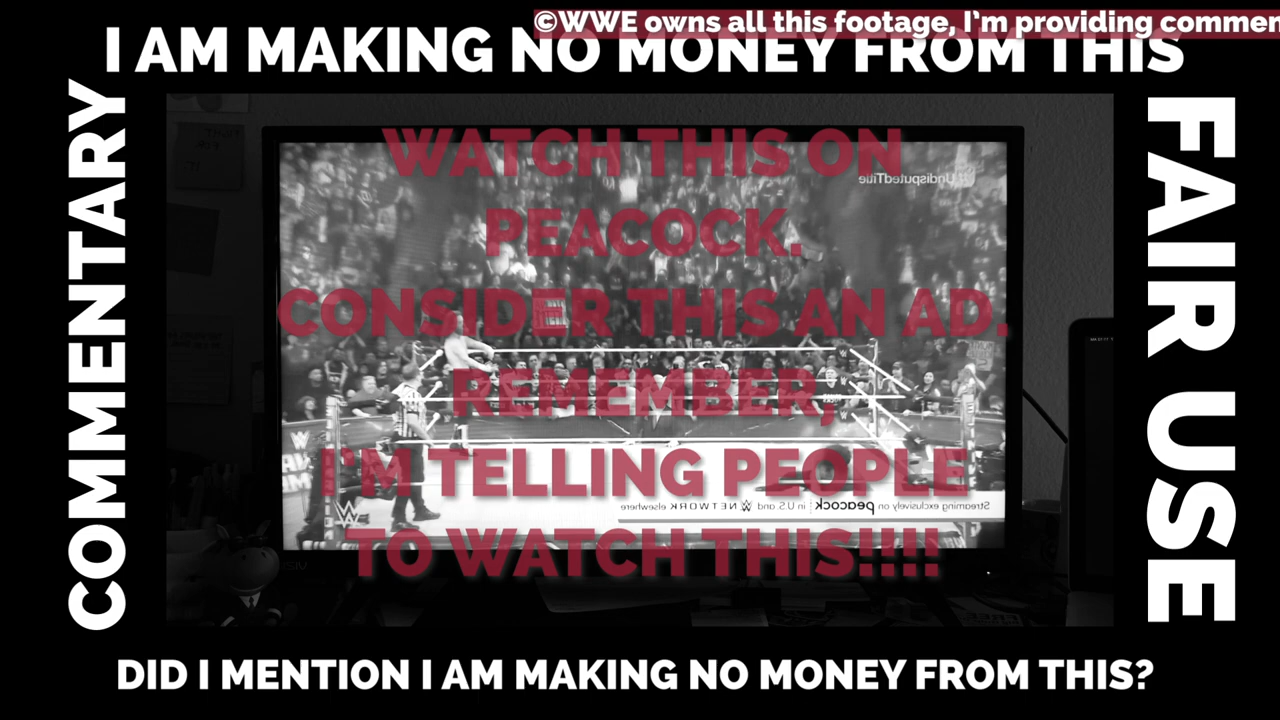 ©WWE owns all this footage, I'm providing commen
I AM MAKING NO MONEY FROM THIS
COMMENTARY
FAIR USE
WATCH THIS ON
PEACOCK.
CONSIDER THIS AN AD.
REMEMBER,
I'M TELLING PEOPLE
TO WATCH THIS!!!!
UndisputedTitle
Streaming exclusively on peacock in U.S. and W NETWORK elsewhere
DID I MENTION I AM MAKING NO MONEY FROM THIS?